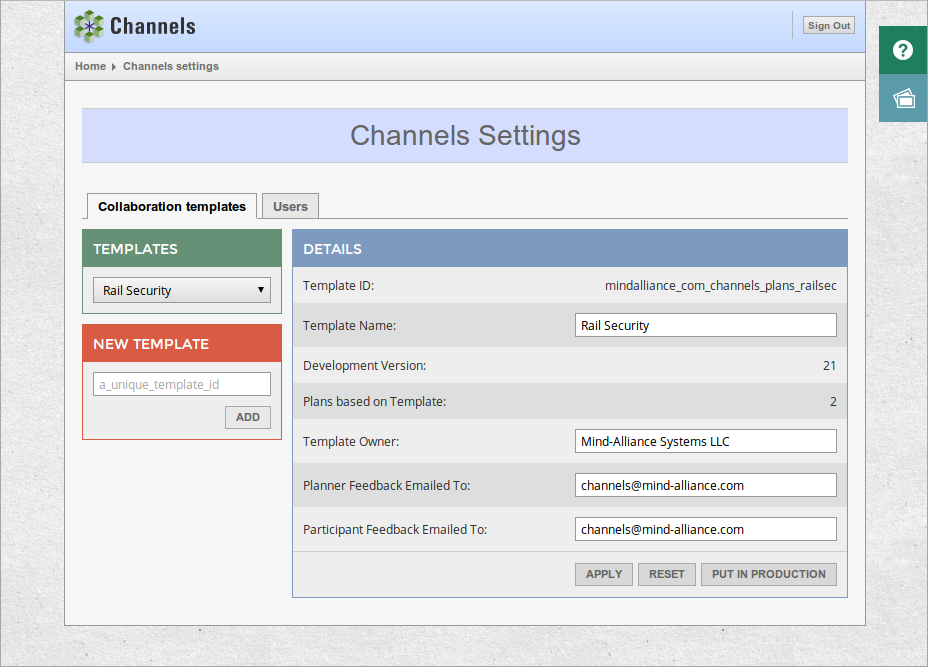 Channels
Sign Out
Home Channels settings
?
Channels Settings
Collaboration templates Users
TEMPLATES
Rail Security
NEW TEMPLATE
a_unique_template_id
ADD
DETAILS
Template ID: mindalliance_com_channels_plans_railsec
Template Name: Rail Security
Development Version: 21
Plans based on Template: 2
Template Owner: Mind-Alliance Systems LLC
Planner Feedback Emailed To: channels@mind-alliance.com
Participant Feedback Emailed To: channels@mind-alliance.com
APPLY RESET PUT IN PRODUCTION